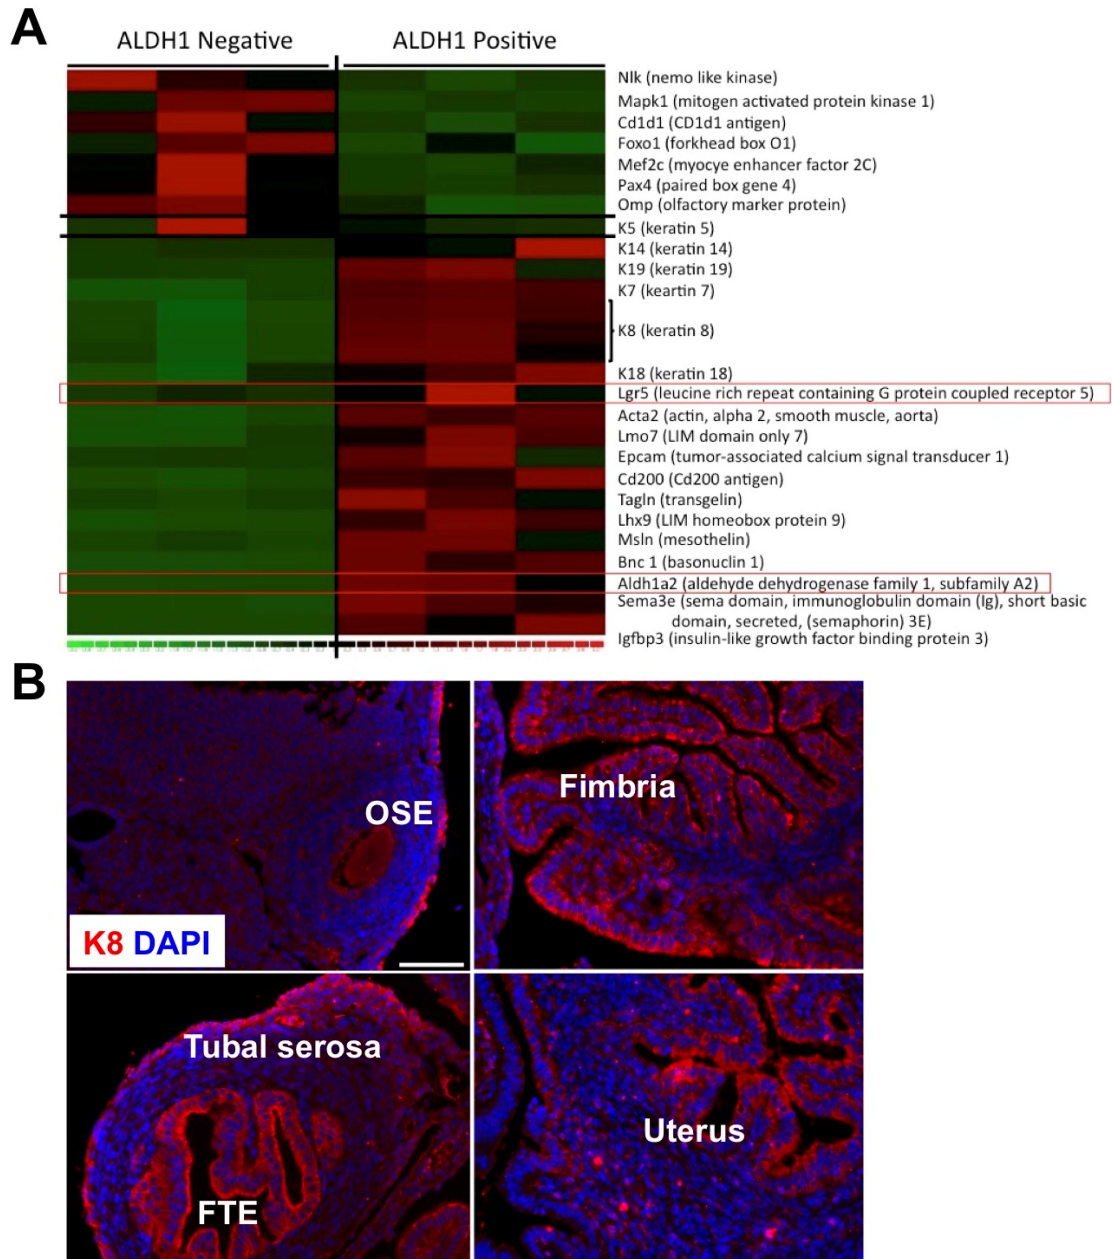 A
ALDH1 Negative
ALDH1 Positive
Nlk (nemo like kinase)
Mapk1 (mitogen activated protein kinase 1)
Cd1d1 (CD1d1 antigen)
Foxo1 (forkhead box O1)
Mef2c (myocye enhancer factor 2C)
Pax4 (paired box gene 4)
Omp (olfactory marker protein)
K5 (keratin 5)
K14 (keratin 14)
K19 (keratin 19)
K7 (keartin 7)
K8 (keratin 8)
K18 (keratin 18)
Lgr5 (leucine rich repeat containing G protein coupled receptor 5)
Acta2 (actin, alpha 2, smooth muscle, aorta)
Lmo7 (LIM domain only 7)
Epcam (tumor-associated calcium signal transducer 1)
Cd200 (Cd200 antigen)
Tagln (transgelin)
Lhx9 (LIM homeobox protein 9)
Msln (mesothelin)
Bnc 1 (basonuclin 1)
Aldh1a2 (aldehyde dehydrogenase family 1, subfamily A2)
Sema3e (sema domain, immunoglobulin domain (Ig), short basic
domain, secreted, (semaphorin) 3E)
Igfbp3 (insulin-like growth factor binding protein 3)
B
OSE
Fimbria
K8 DAPI
Tubal serosa
FTE
Uterus